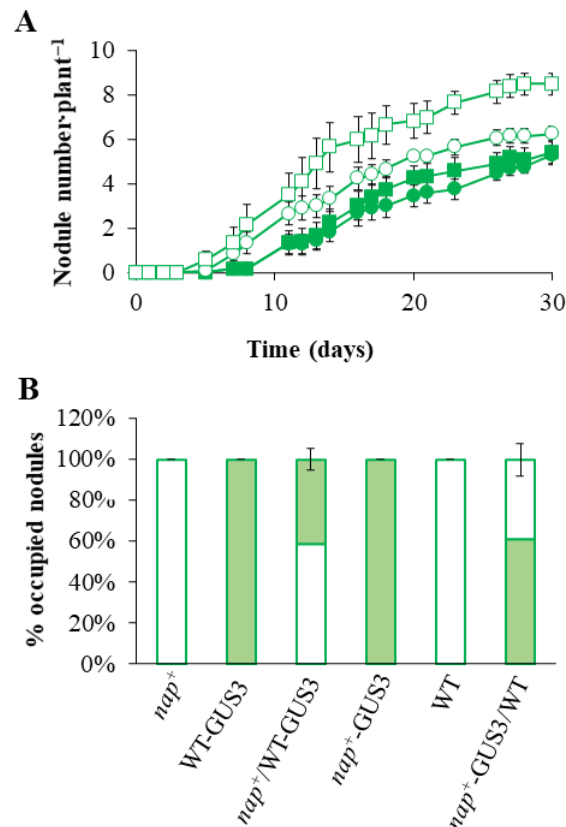 A
Nodule number·plant⁻¹
10
8
6
4
2
0
0 10 20 30
Time (days)
B
% occupied nodules
120%
100%
80%
60%
40%
20%
0%
nap⁺
WT-GUS3
nap⁺/WT-GUS3
nap⁺-GUS3
WT
nap⁺-GUS3/WT